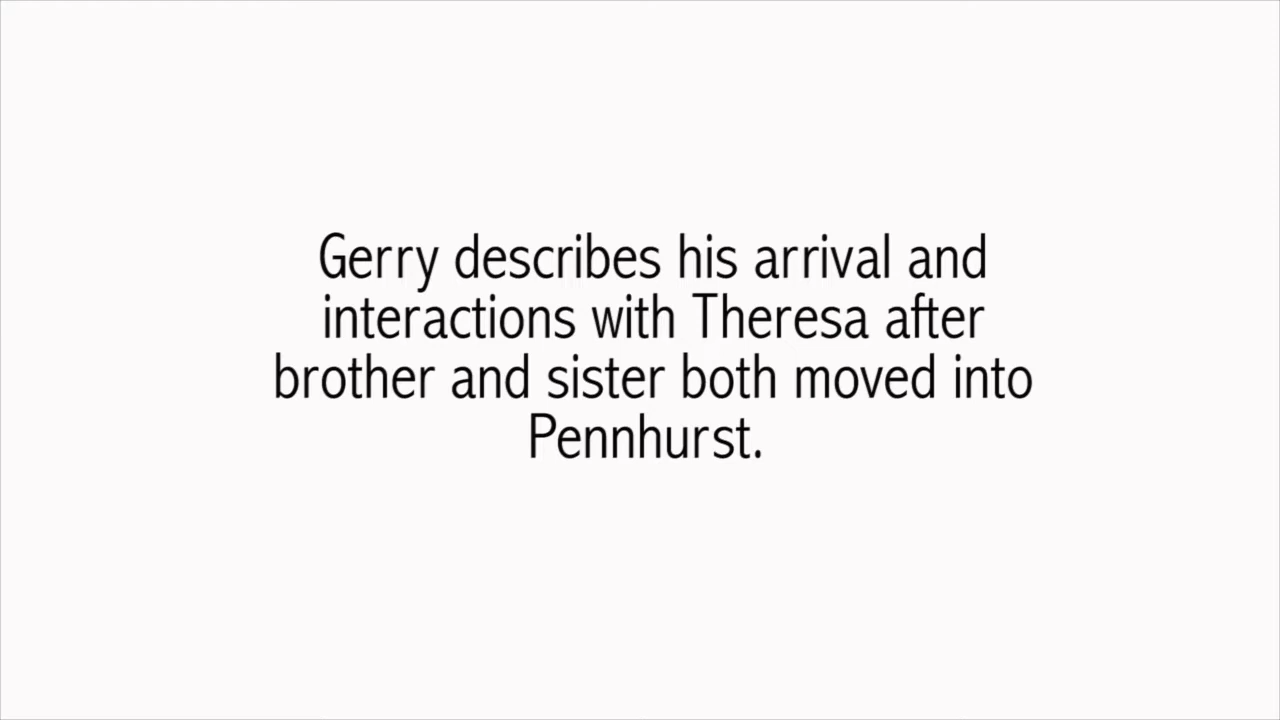 Gerry describes his arrival and
interactions with Theresa after
brother and sister both moved into
Pennhurst.